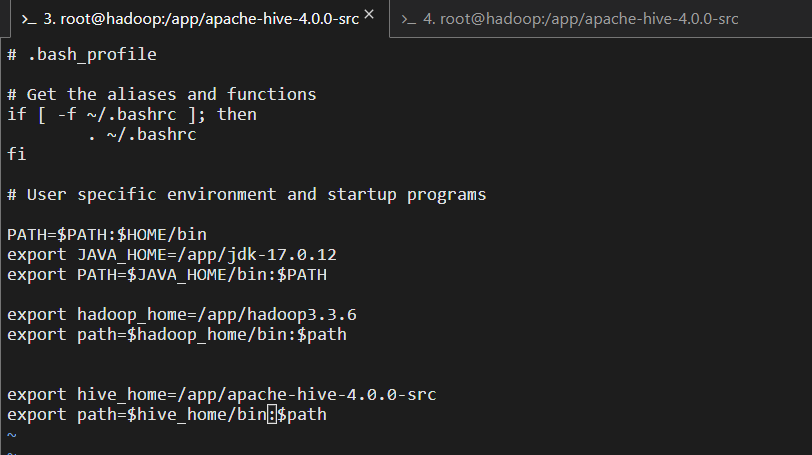 >_ 3. root@hadoop:/app/apache-hive-4.0.0-src ×
>_ 4. root@hadoop:/app/apache-hive-4.0.0-src
# .bash_profile
# Get the aliases and functions
if [ -f ~/.bashrc ]; then
        . ~/.bashrc
fi
# User specific environment and startup programs
PATH=$PATH:$HOME/bin
export JAVA_HOME=/app/jdk-17.0.12
export PATH=$JAVA_HOME/bin:$PATH
export hadoop_home=/app/hadoop3.3.6
export path=$hadoop_home/bin:$path
export hive_home=/app/apache-hive-4.0.0-src
export path=$hive_home/bin:$path
~
~